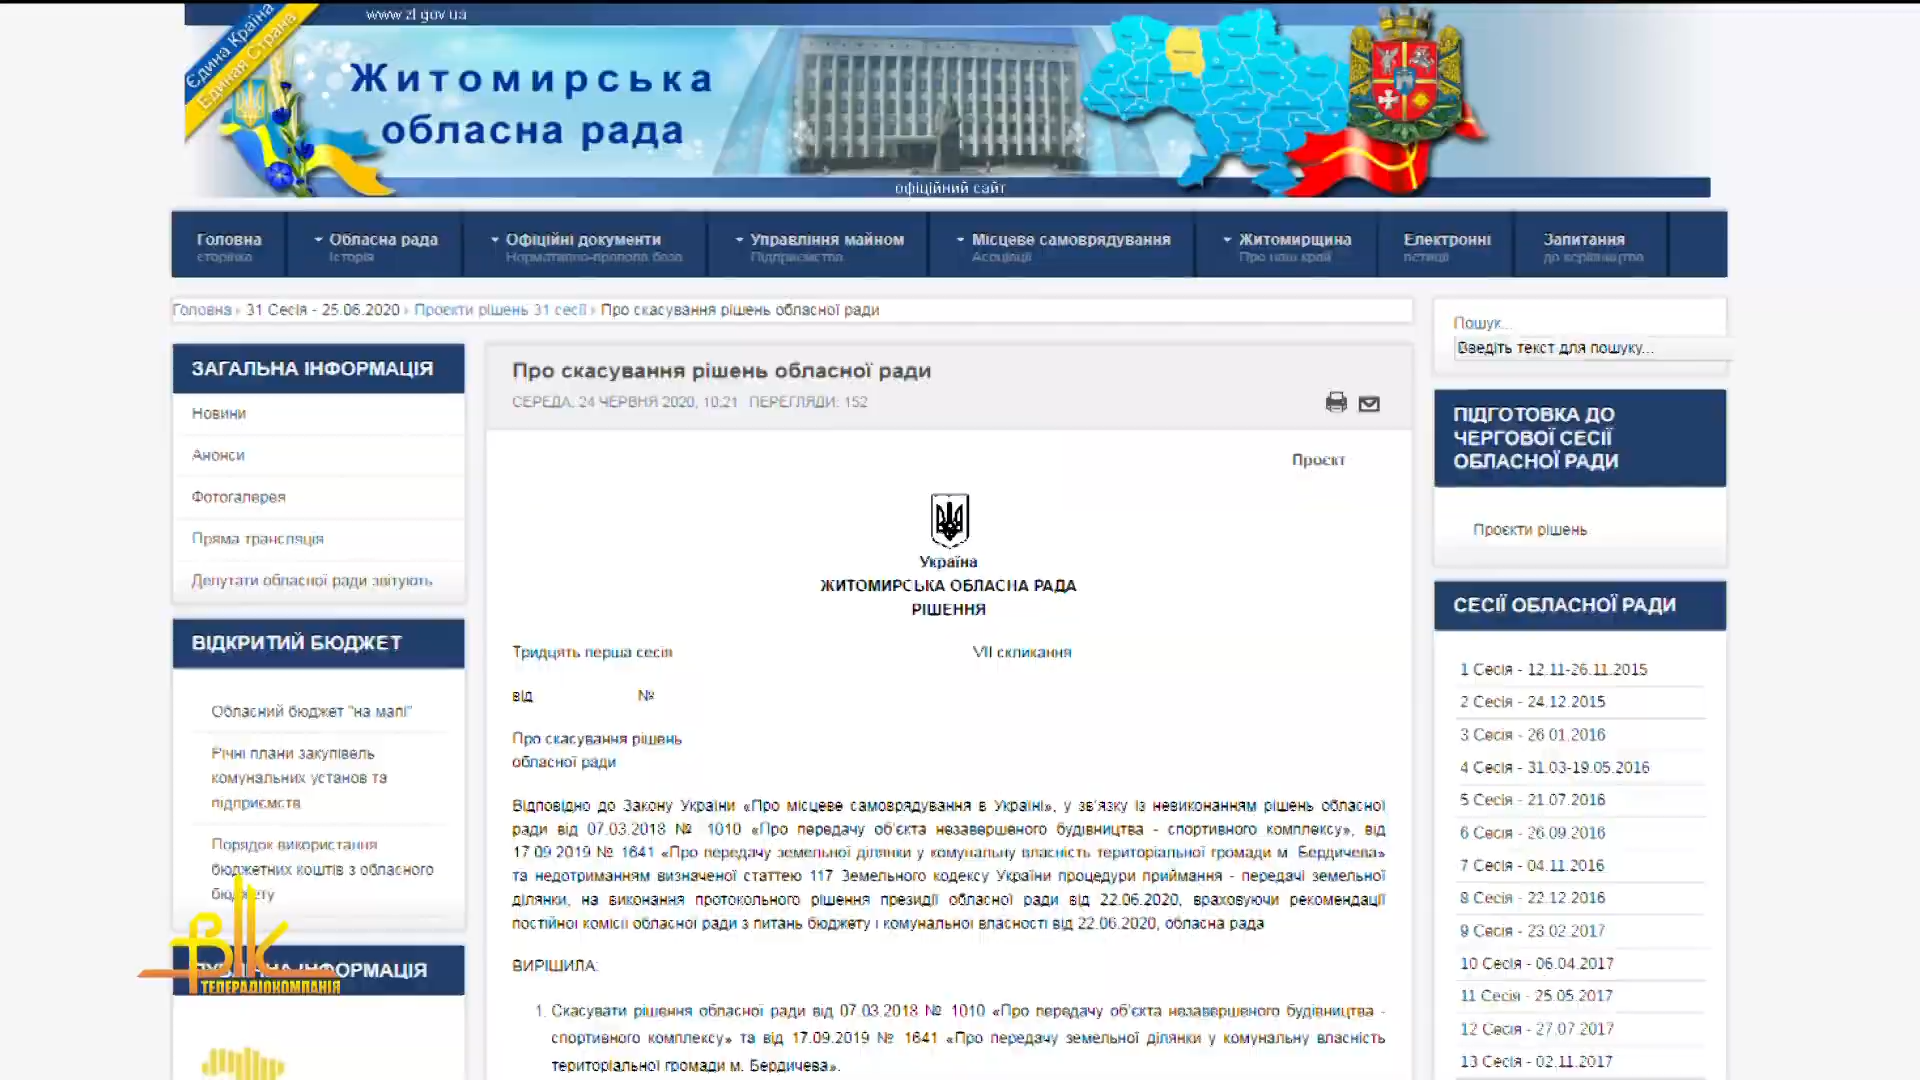 www.zl.gov.ua
Єдина Країна
Единая Страна
Житомирська
обласна рада
офіційний сайт
Головна
сторінка
Обласна рада
Історія
Офіційні документи
Нормативно-правова база
Управління майном
Підприємства
Місцеве самоврядування
Асоціації
Житомирщина
Про наш край
Електронні
петиції
Запитання
до керівництва
Головна › 31 Сесія - 25.06.2020 › Проєкти рішень 31 сесії › Про скасування рішень обласної ради
ЗАГАЛЬНА ІНФОРМАЦІЯ
Новини
Анонси
Фотогалерея
Пряма трансляція
Депутати обласної ради звітують
ВІДКРИТИЙ БЮДЖЕТ
Обласний бюджет "на мапі"
Річні плани закупівель
комунальних установ та
підприємств
Порядок використання
бюджетних коштів з обласного
бюджету
ПУБЛІЧНА ІНФОРМАЦІЯ
ТЕЛЕРАДІОКОМПАНІЯ
Про скасування рішень обласної ради
СЕРЕДА, 24 ЧЕРВНЯ 2020, 10:21 ПЕРЕГЛЯДИ: 152
Проєкт
Україна
ЖИТОМИРСЬКА ОБЛАСНА РАДА
РІШЕННЯ
Тридцять перша сесія VII скликання
від №
Про скасування рішень
обласної ради
Відповідно до Закону України «Про місцеве самоврядування в Україні», у зв'язку із невиконанням рішень обласної
ради від 07.03.2018 № 1010 «Про передачу об'єкта незавершеного будівництва - спортивного комплексу», від
17.09.2019 № 1641 «Про передачу земельної ділянки у комунальну власність територіальної громади м. Бердичева»
та недотриманням визначеної статтею 117 Земельного кодексу України процедури приймання - передачі земельної
ділянки, на виконання протокольного рішення президії обласної ради від 22.06.2020, враховуючи рекомендації
постійної комісії обласної ради з питань бюджету і комунальної власності від 22.06.2020, обласна рада
ВИРІШИЛА:
1. Скасувати рішення обласної ради від 07.03.2018 № 1010 «Про передачу об'єкта незавершеного будівництва -
спортивного комплексу» та від 17.09.2019 № 1641 «Про передачу земельної ділянки у комунальну власність
територіальної громади м. Бердичева».
Пошук...
Введіть текст для пошуку...
ПІДГОТОВКА ДО
ЧЕРГОВОЇ СЕСІЇ
ОБЛАСНОЇ РАДИ
Проєкти рішень
СЕСІЇ ОБЛАСНОЇ РАДИ
1 Сесія - 12.11-26.11.2015
2 Сесія - 24.12.2015
3 Сесія - 26.01.2016
4 Сесія - 31.03-19.05.2016
5 Сесія - 21.07.2016
6 Сесія - 26.09.2016
7 Сесія - 04.11.2016
8 Сесія - 22.12.2016
9 Сесія - 23.02.2017
10 Сесія - 06.04.2017
11 Сесія - 25.05.2017
12 Сесія - 27.07.2017
13 Сесія - 02.11.2017